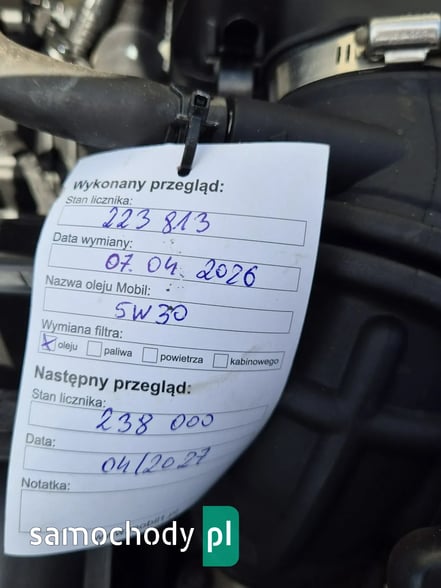 Wykonany przegląd:
Stan licznika:
223 813
Data wymiany:
07. 04. 2026
Nazwa oleju Mobil:
5W30
Wymiana filtra:
oleju paliwa powietrza kabinowego
Następny przegląd:
Stan licznika:
238 000
Data:
04/2027
Notatka:
samochody pl